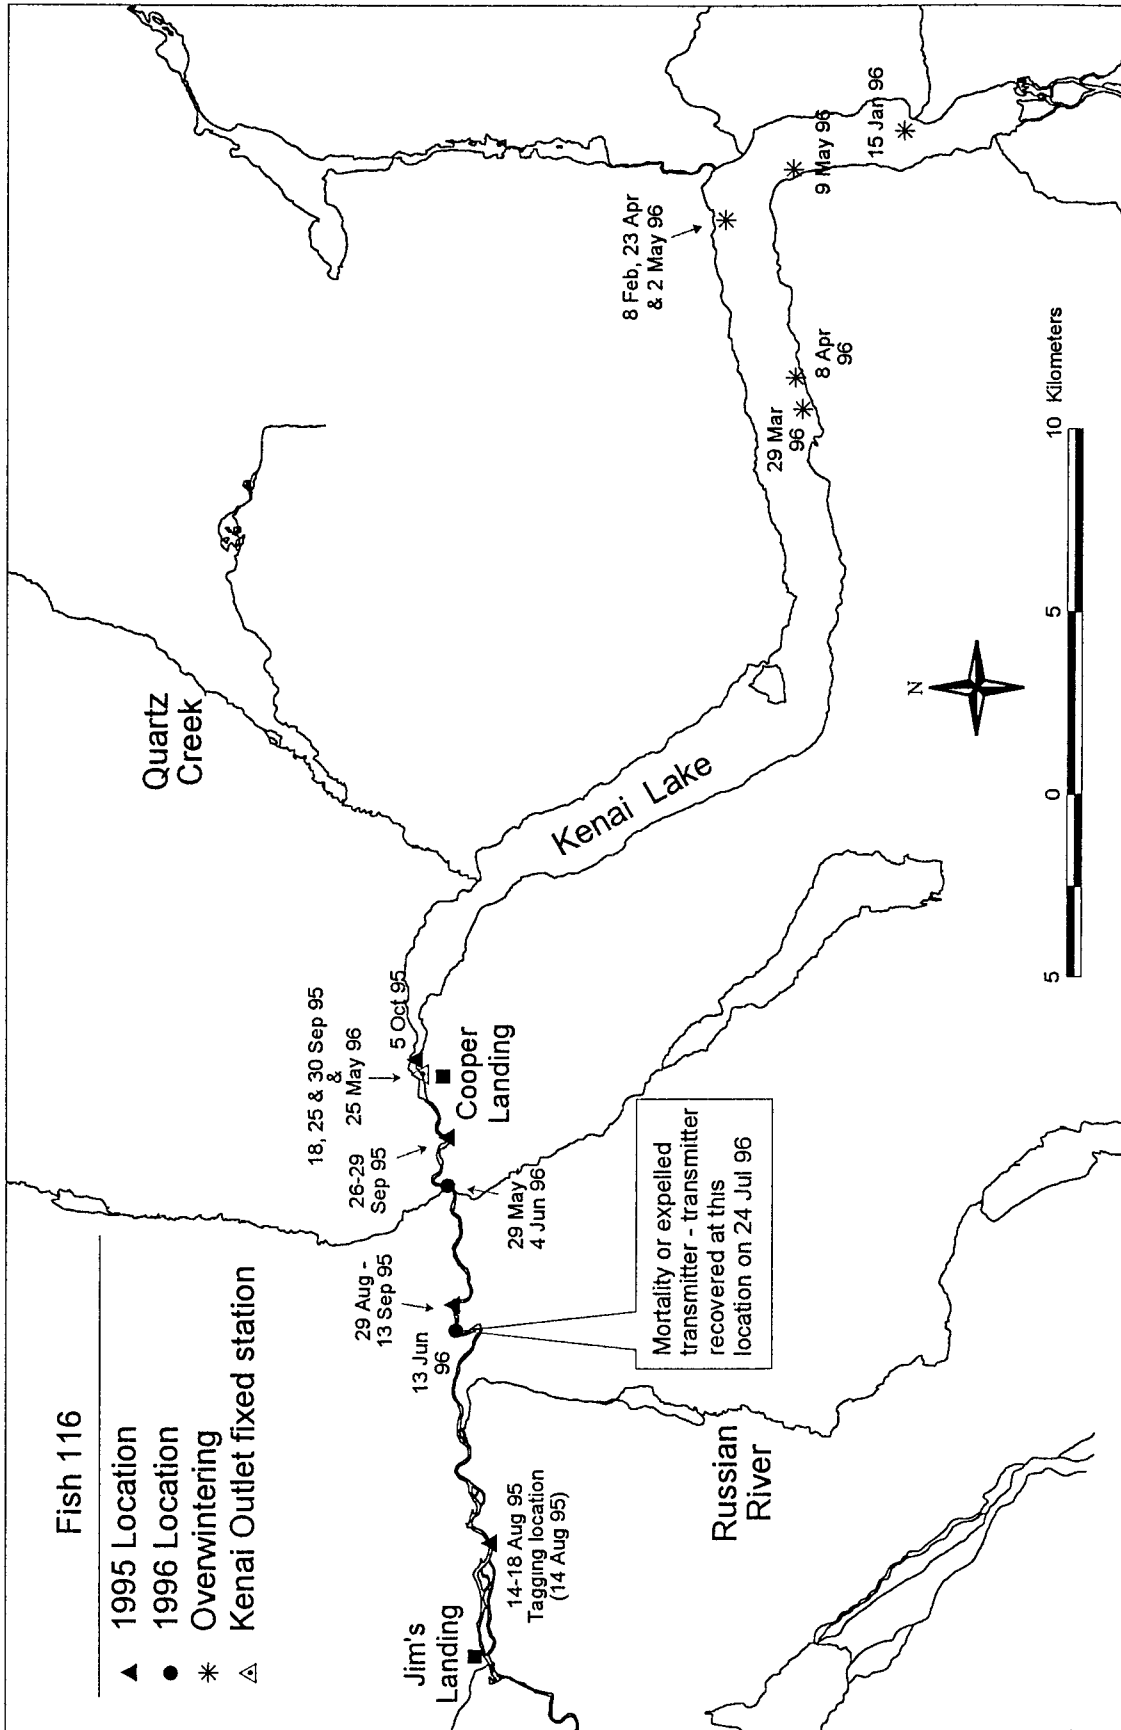 Fish 116
1995 Location
1996 Location
Overwintering
Kenai Outlet fixed station
Quartz
Creek
Jim's
Landing
14-18 Aug 95
Tagging location
(14 Aug 95)
13 Jun
96
29 Aug -
13 Sep 95
26-29
Sep 95
18, 25 & 30 Sep 95
&
25 May 96
5 Oct 95
Cooper
Landing
29 May
4 Jun 96
Mortality or expelled
transmitter - transmitter
recovered at this
location on 24 Jul 96
Russian
River
Kenai Lake
29 Mar
96
8 Apr
96
8 Feb, 23 Apr
& 2 May 96
9 May 96
15 Jan 96
N
5
0
5
10 Kilometers